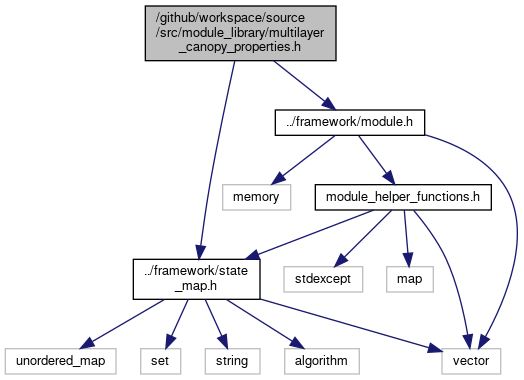 /github/workspace/source
/src/module_library/multilayer
_canopy_properties.h
../framework/module.h
memory
module_helper_functions.h
../framework/state
_map.h
stdexcept
map
unordered_map
set
string
algorithm
vector